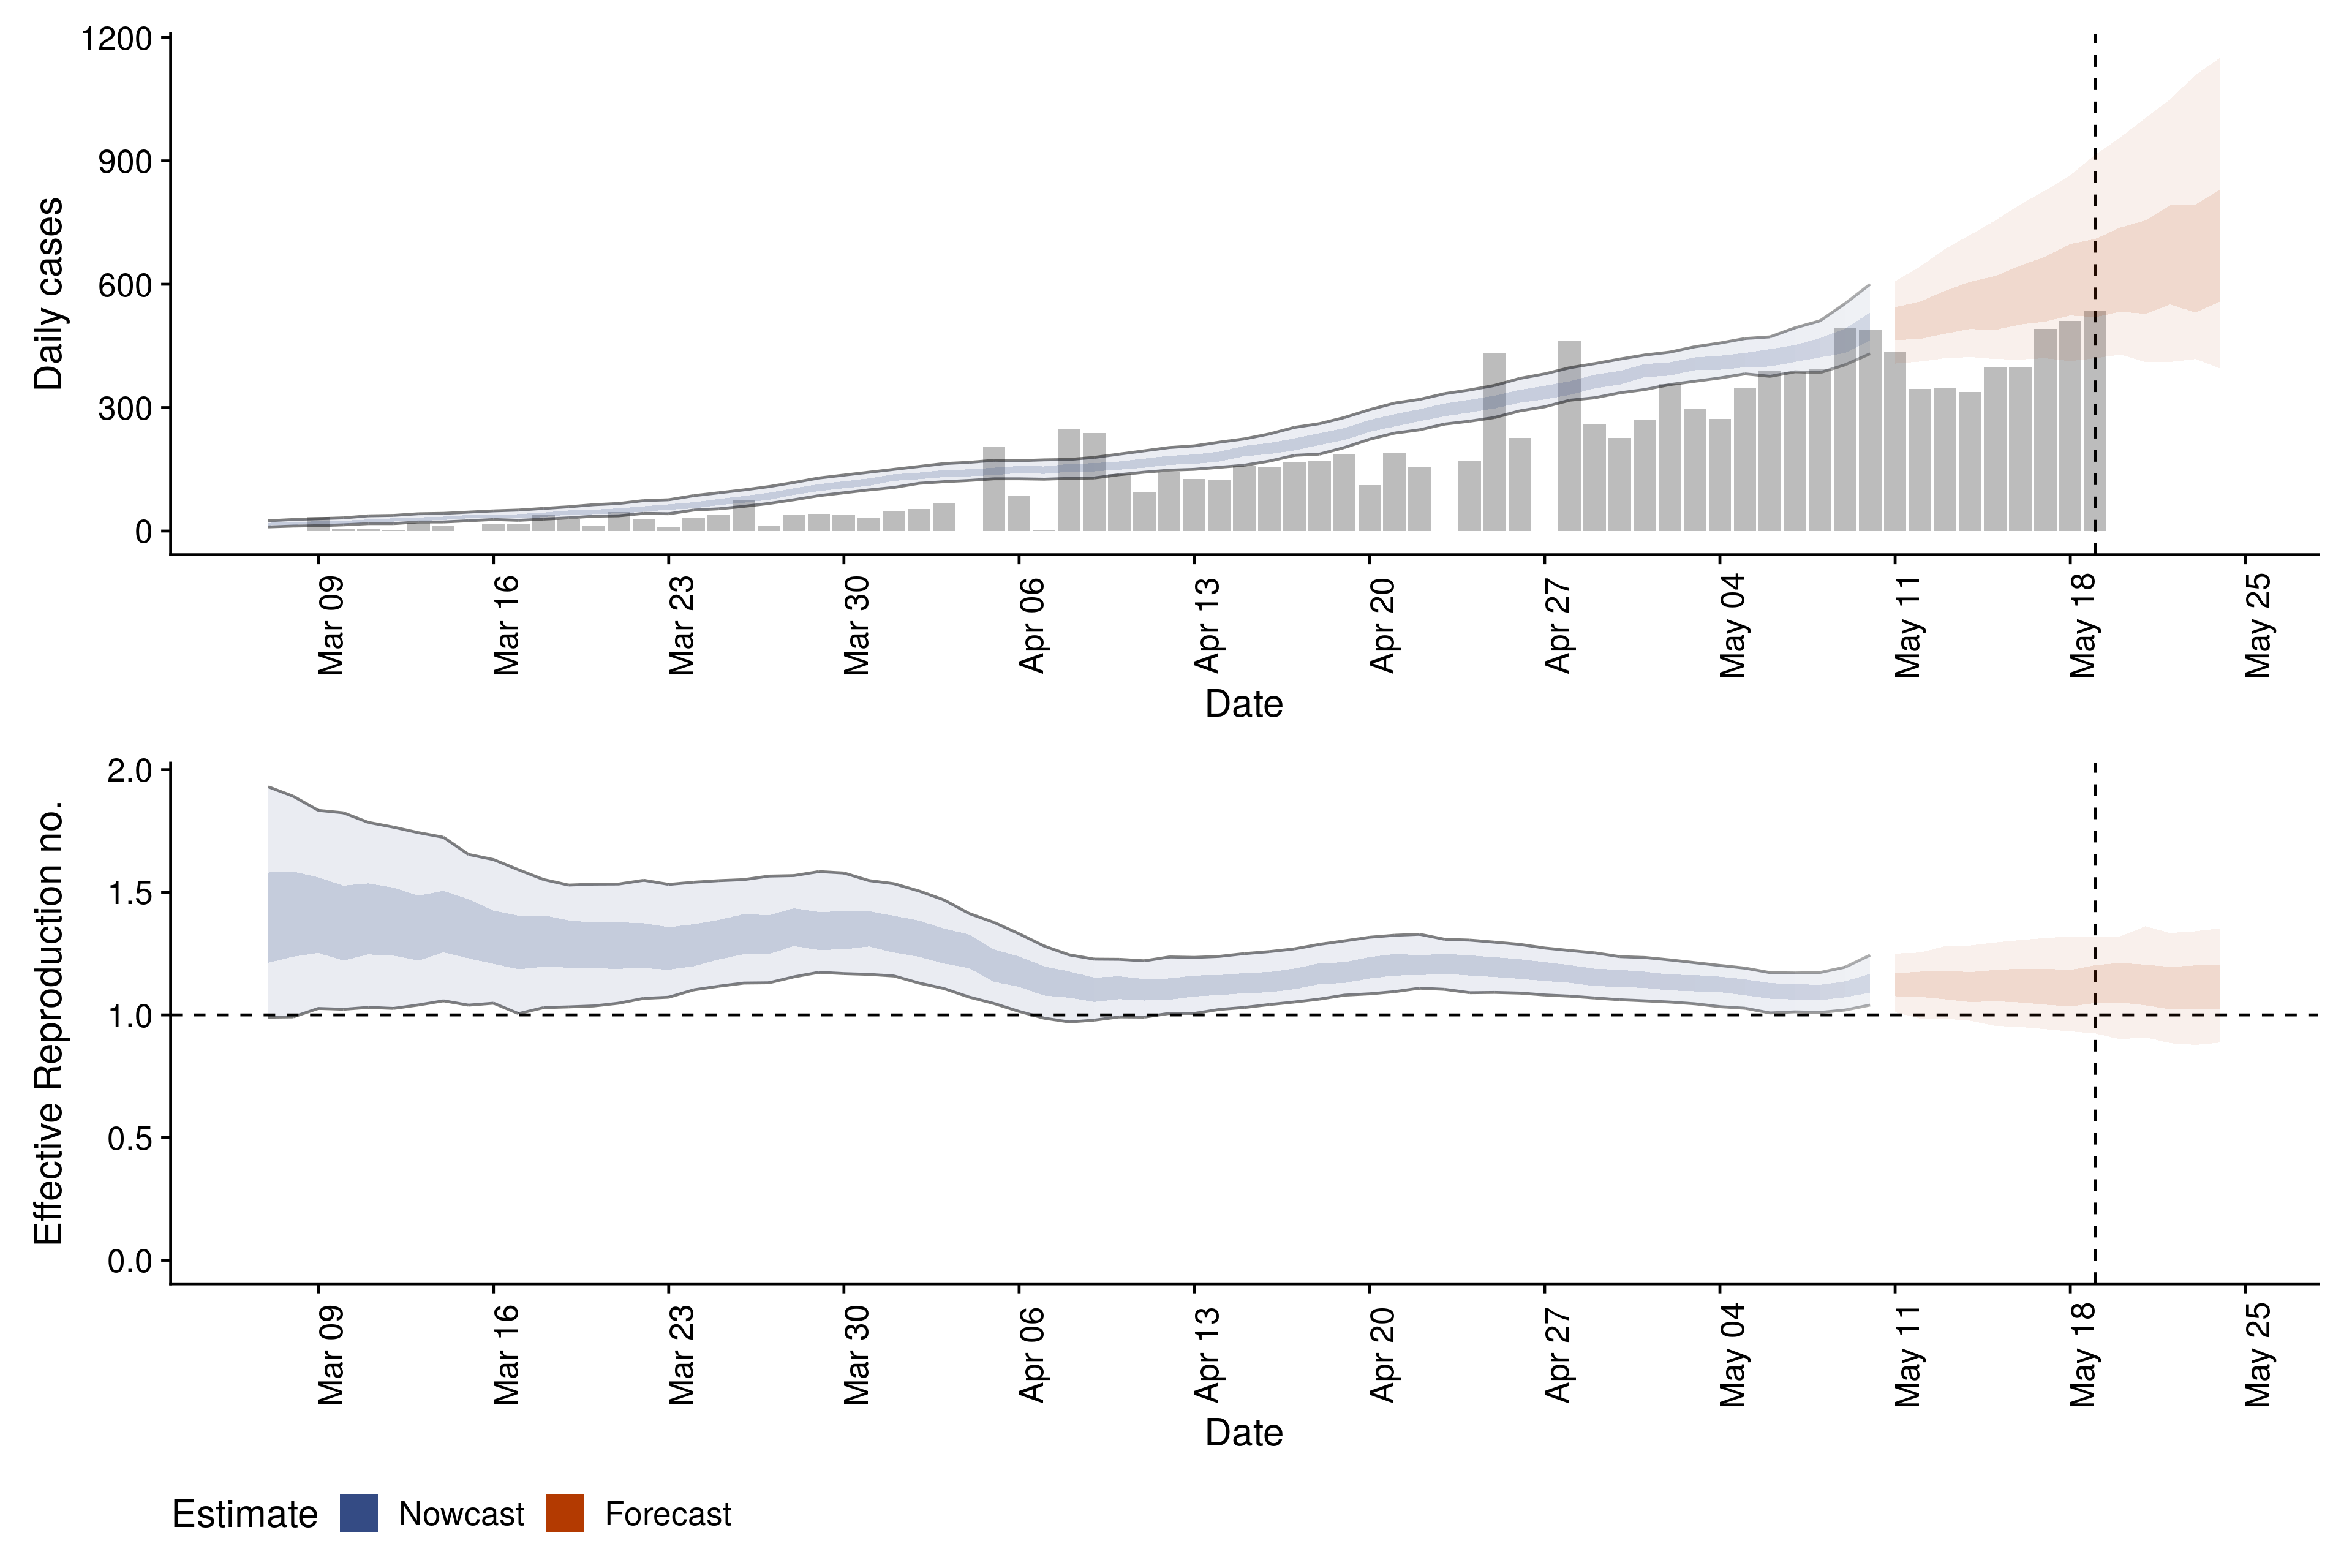 1200
900
600
300
0
Daily cases
Mar 09
Mar 16
Mar 23
Mar 30
Apr 06
Apr 13
Apr 20
Apr 27
May 04
May 11
May 18
May 25
Date
2.0
1.5
1.0
0.5
0.0
Effective Reproduction no.
Mar 09
Mar 16
Mar 23
Mar 30
Apr 06
Apr 13
Apr 20
Apr 27
May 04
May 11
May 18
May 25
Date
Estimate Nowcast Forecast